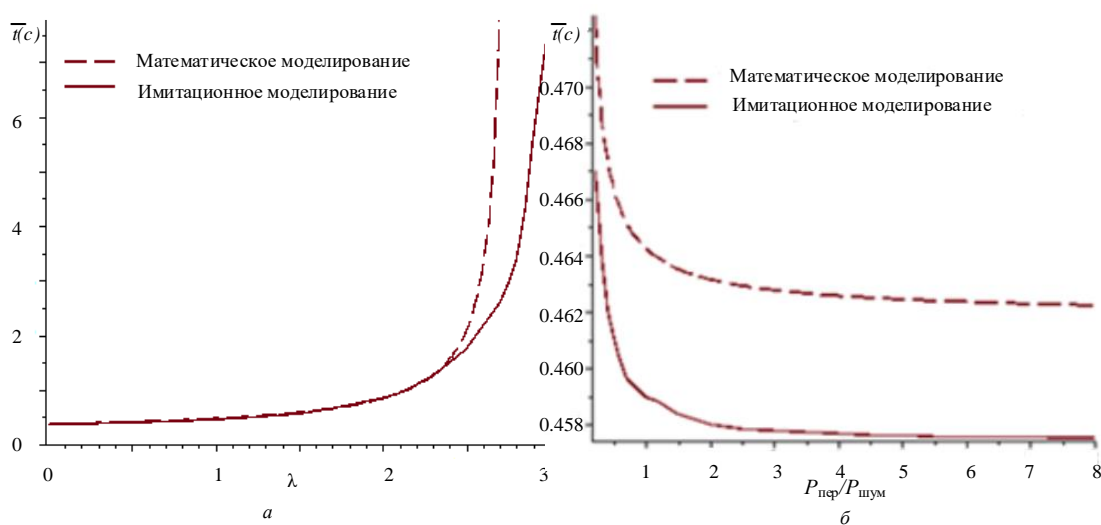 t(c)
Математическое моделирование
Имитационное моделирование
6
4
2
0
0
1
2
3
λ
а
t(c)
Математическое моделирование
Имитационное моделирование
0.470
0.468
0.466
0.464
0.462
0.460
0.458
1
2
3
4
5
6
7
8
Pпер/Pшум
б